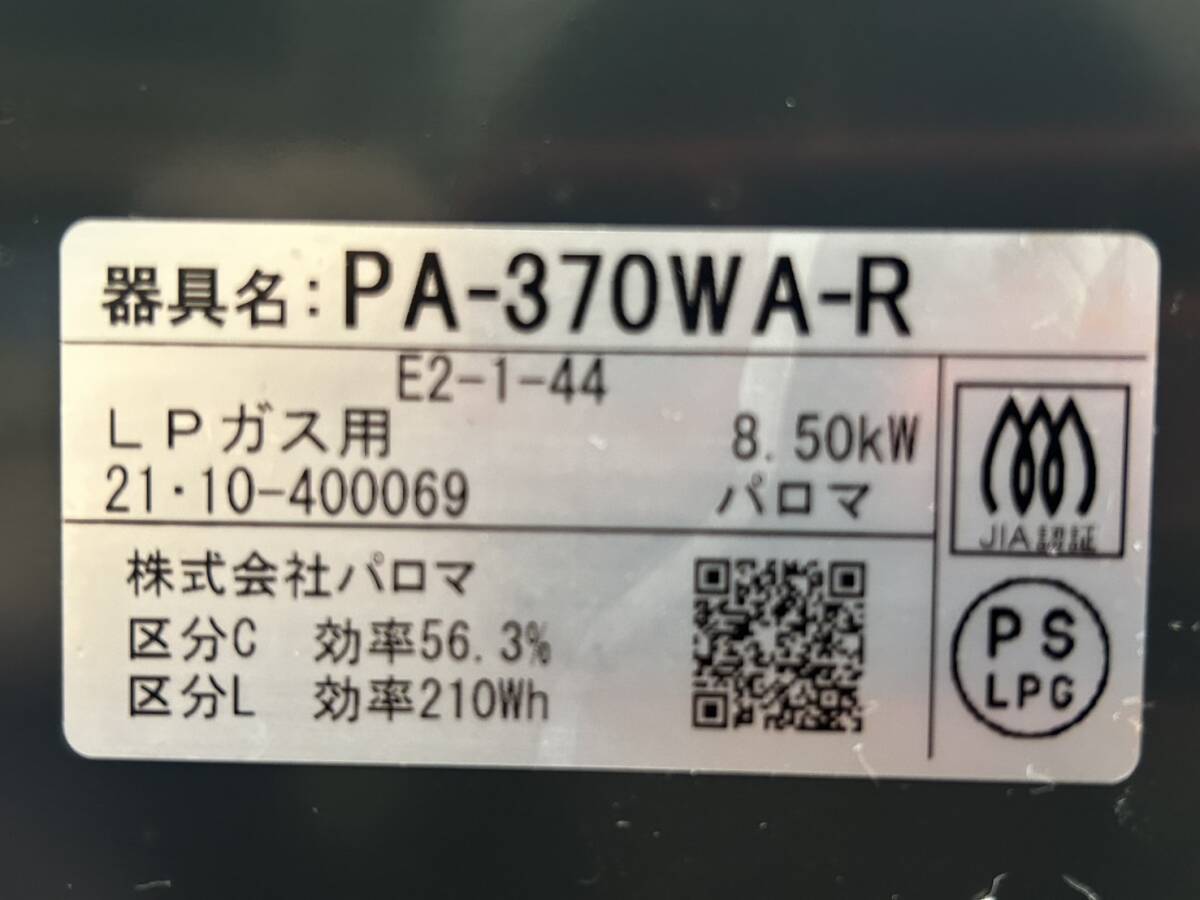 器具名:PA-370WA-R
E2-1-44
LPガス用 8.50kW
21・10-400069 パロマ
JIA認証
株式会社パロマ
区分C 効率56.3%
区分L 効率210Wh
PS
LPG